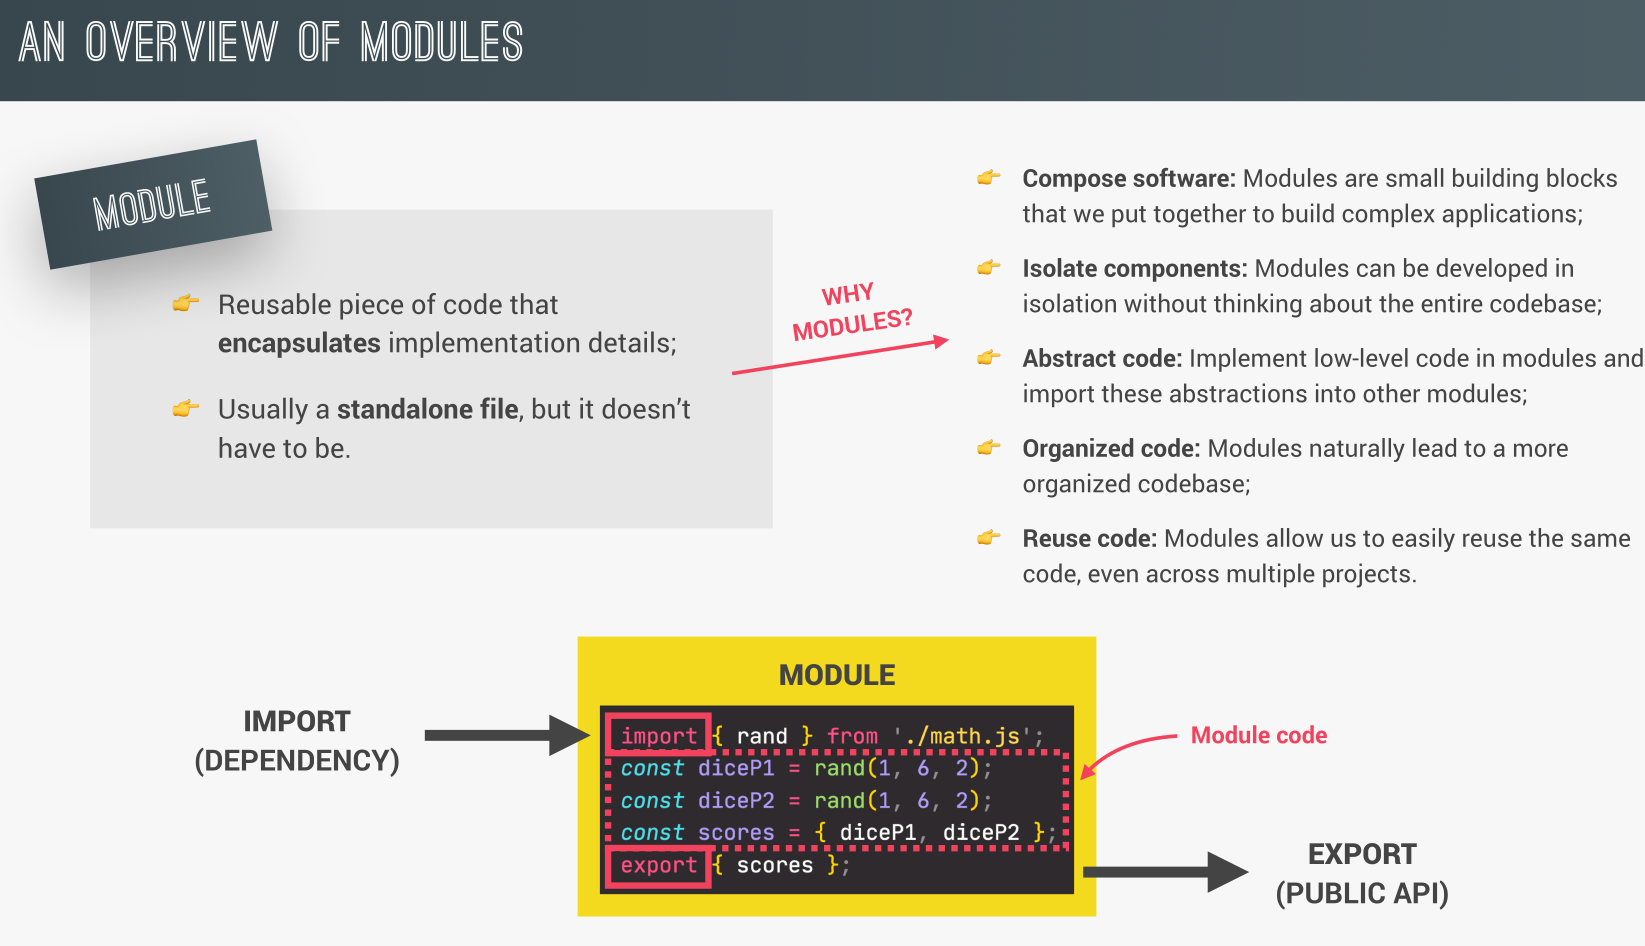 AN OVERVIEW OF MODULES
MODULE
Reusable piece of code that
encapsulates implementation details;
Usually a standalone file, but it doesn’t
have to be.
WHY
MODULES?
Compose software: Modules are small building blocks
that we put together to build complex applications;
Isolate components: Modules can be developed in
isolation without thinking about the entire codebase;
Abstract code: Implement low-level code in modules and
import these abstractions into other modules;
Organized code: Modules naturally lead to a more
organized codebase;
Reuse code: Modules allow us to easily reuse the same
code, even across multiple projects.
IMPORT
(DEPENDENCY)
MODULE
import { rand } from './math.js';
const diceP1 = rand(1, 6, 2);
const diceP2 = rand(1, 6, 2);
const scores = { diceP1, diceP2 };
export { scores };
Module code
EXPORT
(PUBLIC API)